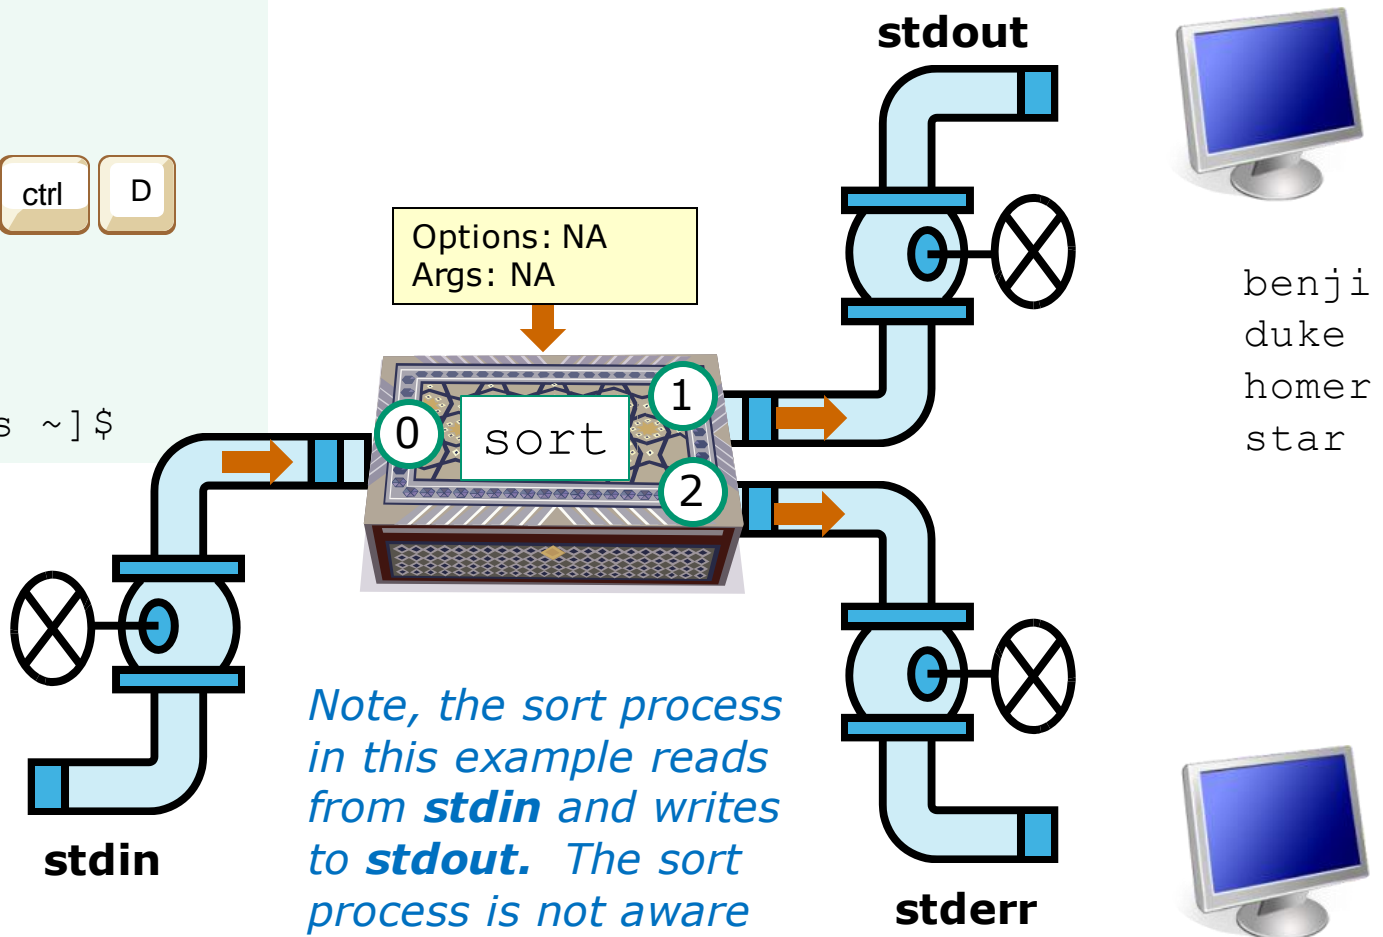 stdout
ctrl D
Options: NA
Args: NA
benji
duke
homer
star
s ~]$
0
1
sort
2
stdin
Note, the sort process
in this example reads
from stdin and writes
to stdout. The sort
process is not aware
stderr